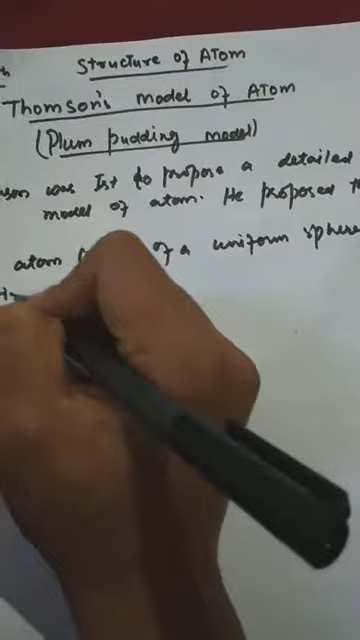 Structure of Atom
Thomson's model of ATOM
(Plum pudding model)
was Ist to propose a detailed
model of atom. He proposed
atom of a uniform sphere